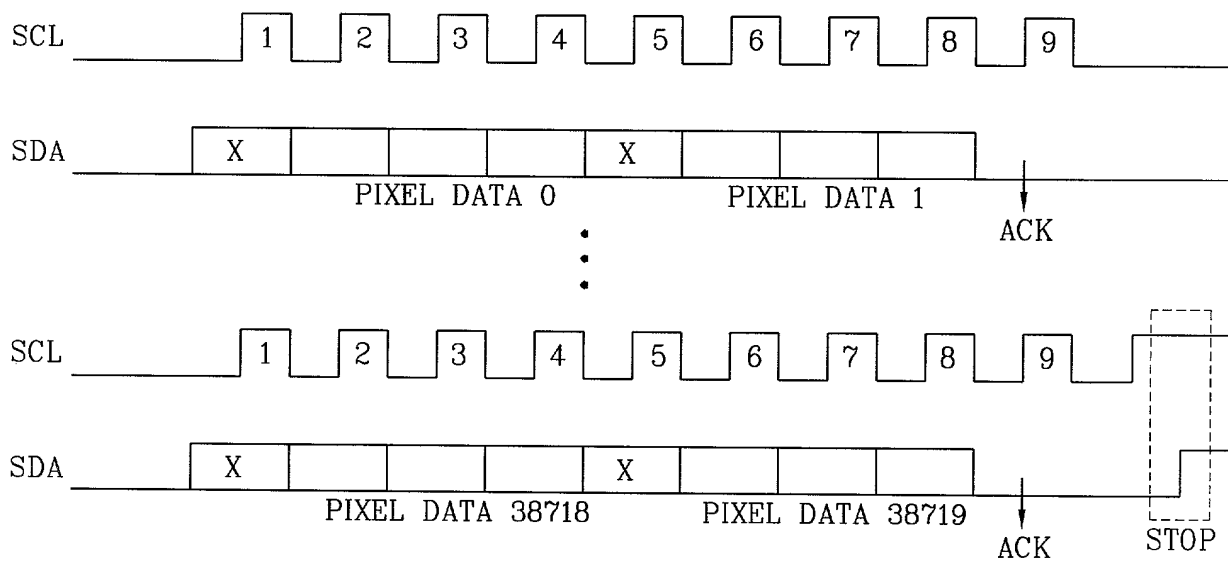 SCL 1 2 3 4 5 6 7 8 9
SDA X X
PIXEL DATA 0 PIXEL DATA 1
ACK
SCL 1 2 3 4 5 6 7 8 9
SDA X X
PIXEL DATA 38718 PIXEL DATA 38719
ACK STOP